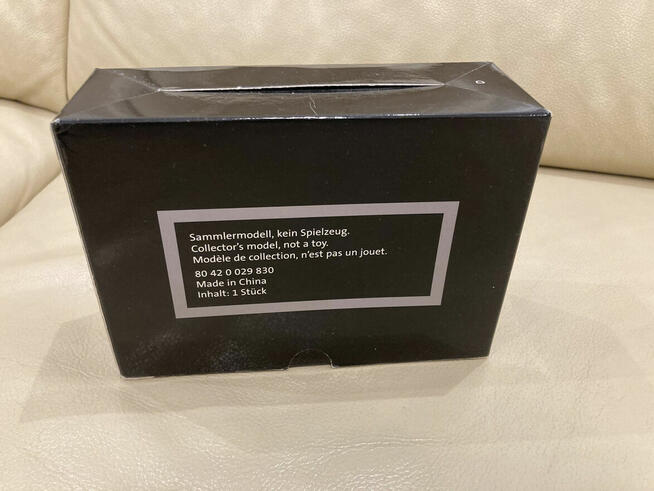 Sammlermodell, kein Spielzeug.
Collector's model, not a toy.
Modèle de collection, n'est pas un jouet.
80 42 0 029 830
Made in China
Inhalt: 1 Stück